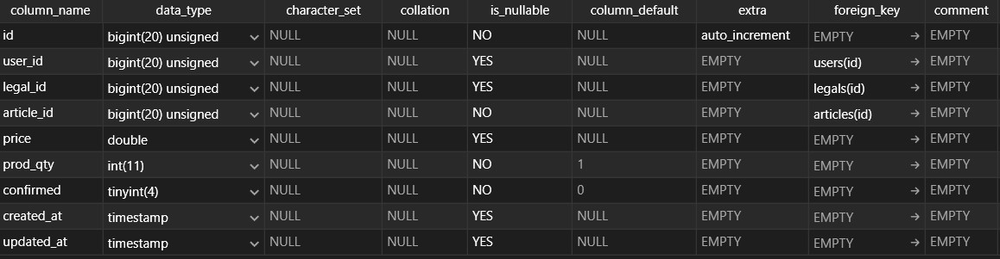 column_name data_type character_set collation is_nullable column_default extra foreign_key comment
id bigint(20) unsigned NULL NULL NO NULL auto_increment EMPTY EMPTY
user_id bigint(20) unsigned NULL NULL YES NULL EMPTY users(id) EMPTY
legal_id bigint(20) unsigned NULL NULL YES NULL EMPTY legals(id) EMPTY
article_id bigint(20) unsigned NULL NULL NO NULL EMPTY articles(id) EMPTY
price double NULL NULL YES NULL EMPTY EMPTY EMPTY
prod_qty int(11) NULL NULL NO 1 EMPTY EMPTY EMPTY
confirmed tinyint(4) NULL NULL NO 0 EMPTY EMPTY EMPTY
created_at timestamp NULL NULL YES NULL EMPTY EMPTY EMPTY
updated_at timestamp NULL NULL YES NULL EMPTY EMPTY EMPTY